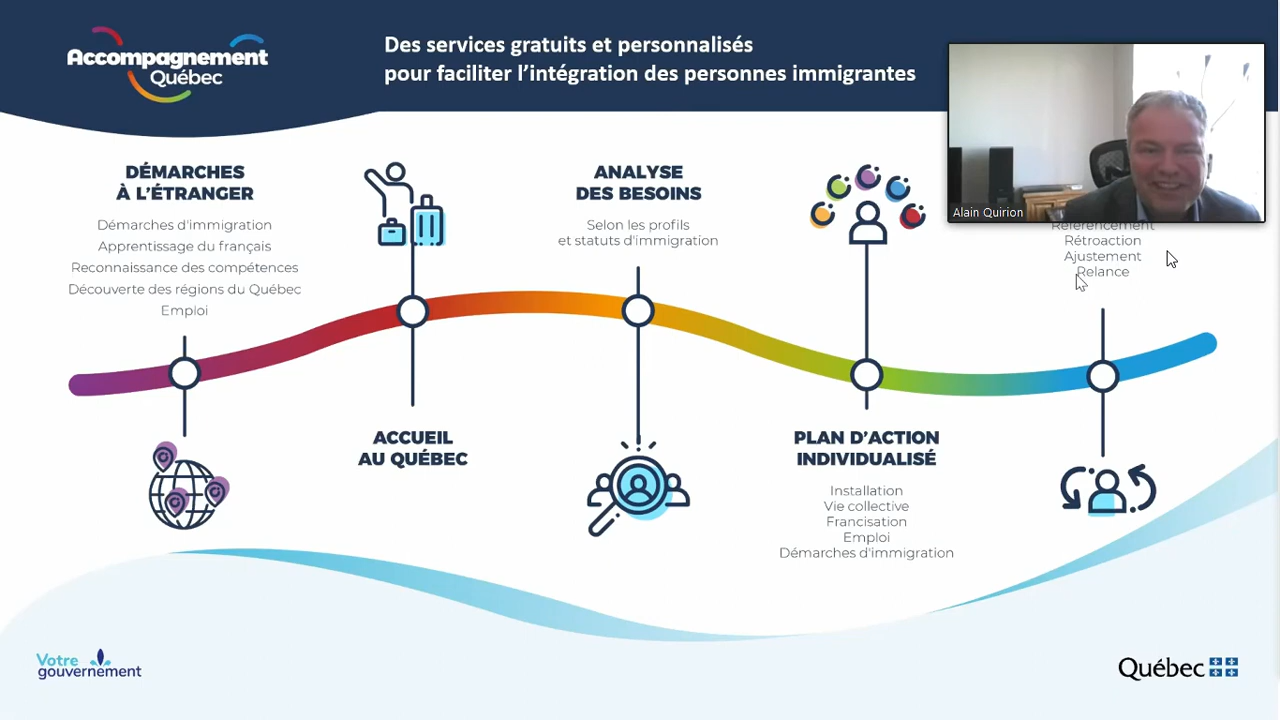 Accompagnement
Québec
Des services gratuits et personnalisés
pour faciliter l'intégration des personnes immigrantes
Alain Quirion
DÉMARCHES
À L'ÉTRANGER
Démarches d'immigration
Apprentissage du français
Reconnaissance des compétences
Découverte des régions du Québec
Emploi
ACCUEIL
AU QUÉBEC
ANALYSE
DES BESOINS
Selon les profils
et statuts d'immigration
PLAN D'ACTION
INDIVIDUALISÉ
Installation
Vie collective
Francisation
Emploi
Démarches d'immigration
Référencement
Rétroaction
Ajustement
Relance
Votre
gouvernement
Québec